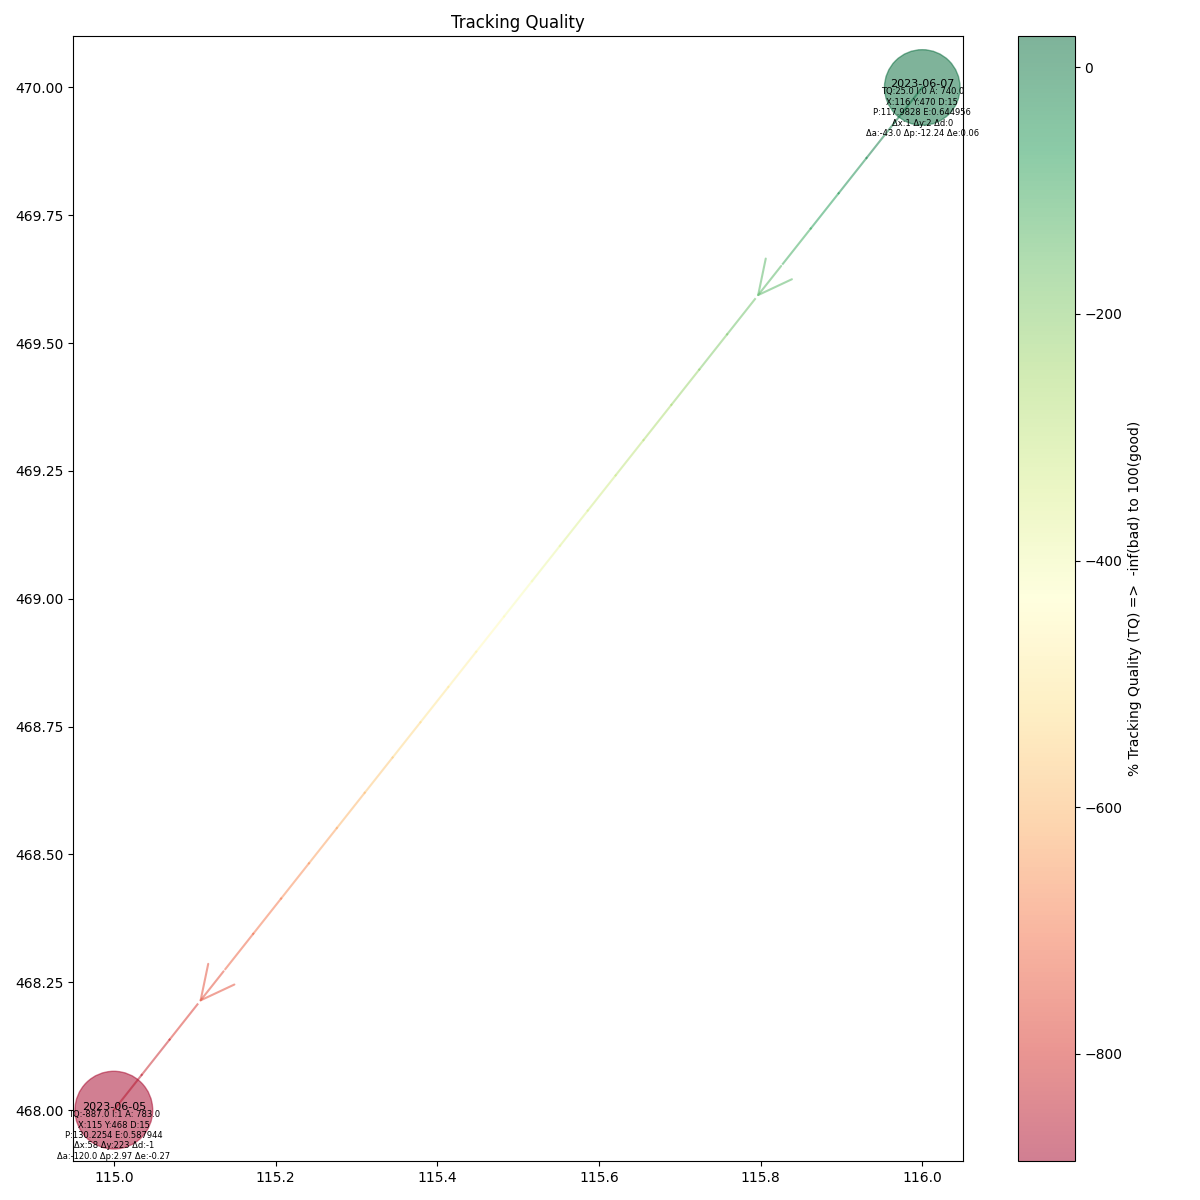 Tracking Quality
470.00
469.75
469.50
469.25
469.00
468.75
468.50
468.25
468.00
115.0
115.2
115.4
115.6
115.8
116.0
2023-06-07
TQ:25.0 I:0 A: 740.0
X:116 Y:470 D:15
P:117.9828 E:0.644956
Δx:1 Δy:2 Δd:0
Δa:-43.0 Δp:-12.24 Δe:0.06
2023-06-05
TQ:-887.0 I:1 A: 783.0
X:115 Y:468 D:15
P:130.2254 E:0.587944
Δx:58 Δy:223 Δd:-1
Δa:-120.0 Δp:2.97 Δe:-0.27
0
−200
−400
−600
−800
% Tracking Quality (TQ) => -inf(bad) to 100(good)